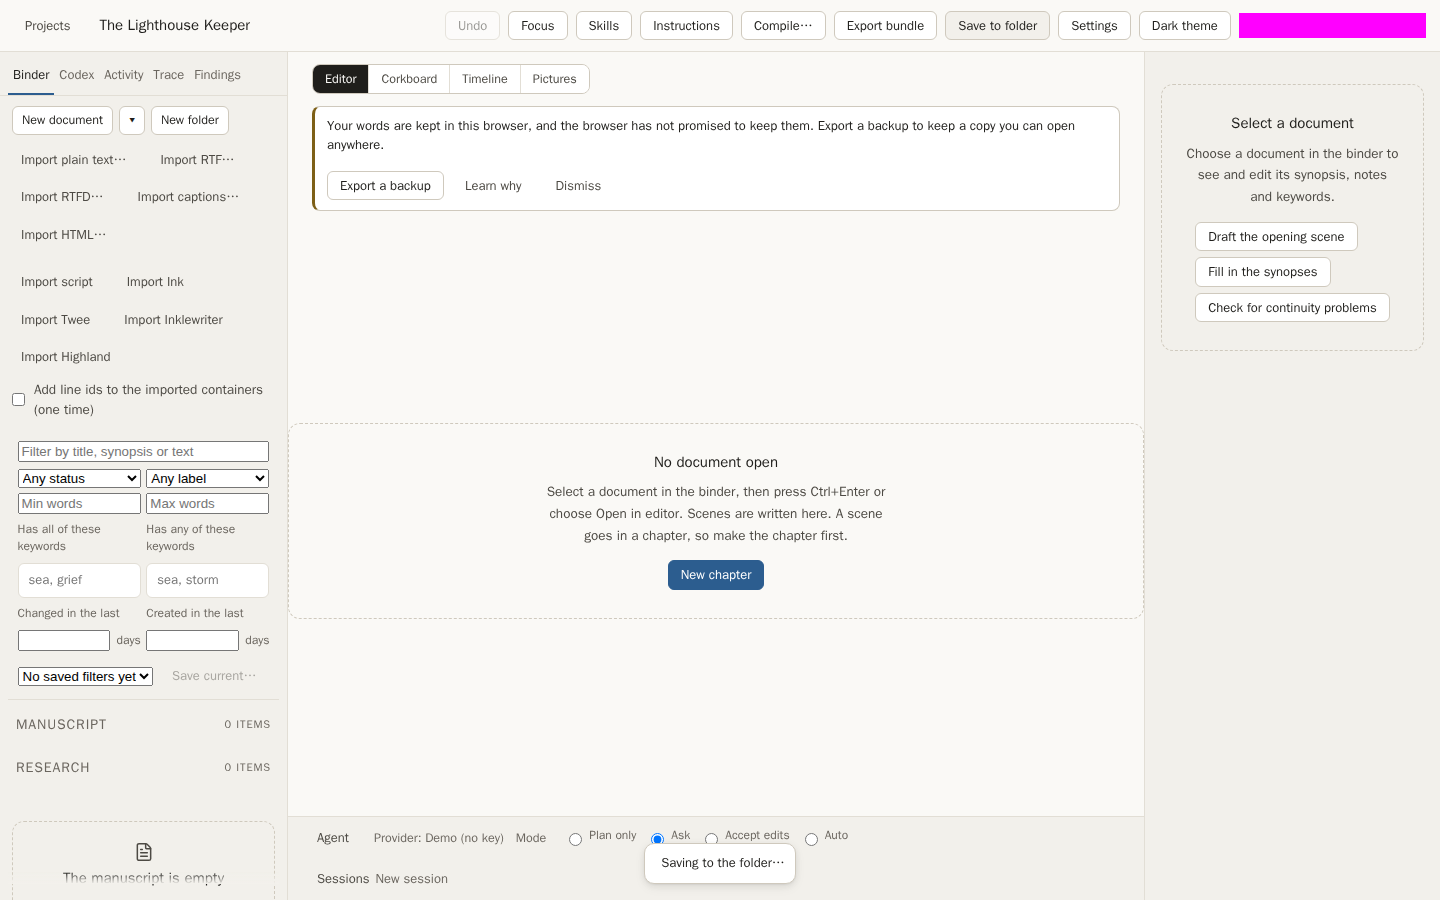 Projects
The Lighthouse Keeper
Undo
Focus
Skills
Instructions
Compile…
Export bundle
Save to folder
Settings
Dark theme
Binder
Codex
Activity
Trace
Findings
New document
▾
New folder
Import plain text…
Import RTF…
Import RTFD…
Import captions…
Import HTML…
Import script
Import Ink
Import Twee
Import Inklewriter
Import Highland
Add line ids to the imported containers
(one time)
Filter by title, synopsis or text
Any status
Any label
Min words
Max words
Has all of these
keywords
Has any of these
keywords
sea, grief
sea, storm
Changed in the last
Created in the last
days
days
No saved filters yet
Save current…
MANUSCRIPT
0 ITEMS
RESEARCH
0 ITEMS
The manuscript is empty
Editor
Corkboard
Timeline
Pictures
Your words are kept in this browser, and the browser has not promised to keep them. Export a backup to keep a copy you can open
anywhere.
Export a backup
Learn why
Dismiss
No document open
Select a document in the binder, then press Ctrl+Enter or
choose Open in editor. Scenes are written here. A scene
goes in a chapter, so make the chapter first.
New chapter
Agent
Provider: Demo (no key)
Mode
Plan only
Ask
Accept edits
Auto
Saving to the folder…
Sessions
New session
Select a document
Choose a document in the binder to
see and edit its synopsis, notes
and keywords.
Draft the opening scene
Fill in the synopses
Check for continuity problems